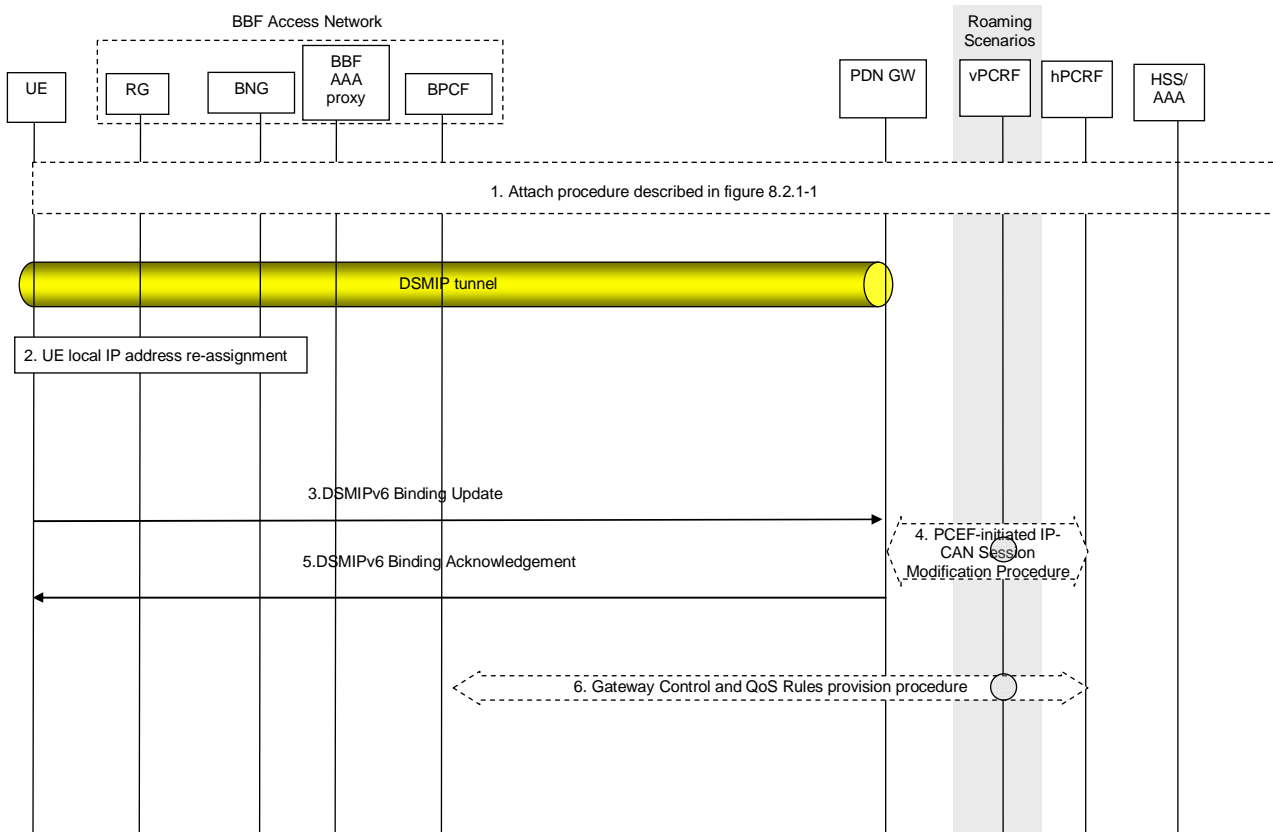 BBF Access Network
Roaming
Scenarios
UE
RG
BNG
BBF
AAA
proxy
BPCF
PDN GW
vPCRF
hPCRF
HSS/
AAA
1. Attach procedure described in figure 8.2.1-1
DSMIP tunnel
2. UE local IP address re-assignment
3.DSMIPv6 Binding Update
4. PCEF-initiated IP-
CAN Session
Modification Procedure
5.DSMIPv6 Binding Acknowledgement
6. Gateway Control and QoS Rules provision procedure